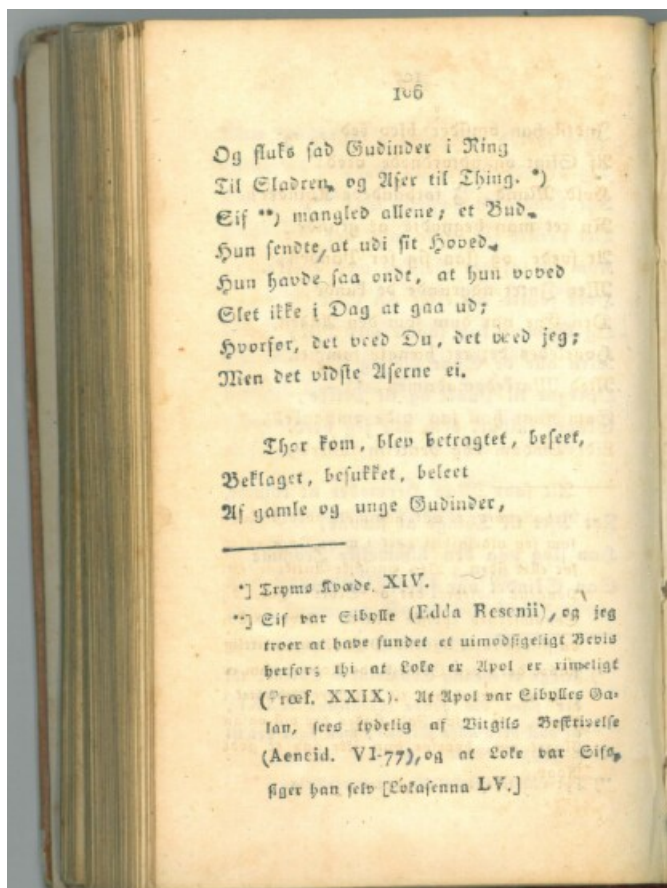 106
Og fluks sad Gudinder i Ring
Til Sladren, og Aser til Thing. *)
Sif **) mangled allene; et Bud,
Hun sendte, at udi sit Hoved,
Hun havde saa ondt, at hun voved
Slet ikke i Dag at gaa ud;
Hvorfor, det veed Du, det veed jeg;
Men det vidste Aserne ei.
Thor kom, blev betragtet, beseet,
Beklaget, besukket, beleet
Af gamle og unge Gudinder,
*] Tryms Kvæde. XIV.
**] Sif var Sibylle (Edda Resenii), og jeg
troer at have fundet et uimodsigeligt Bevis
herfor; thi at Loke er Apol er rimeligt
(Præf. XXIX). At Apol var Sibylles Ga-
lan, sees tydelig af Virgils Beskrivelse
(Aeneid. VI-77), og at Loke var Sifs,
siger han selv [Lokasenna LV.]